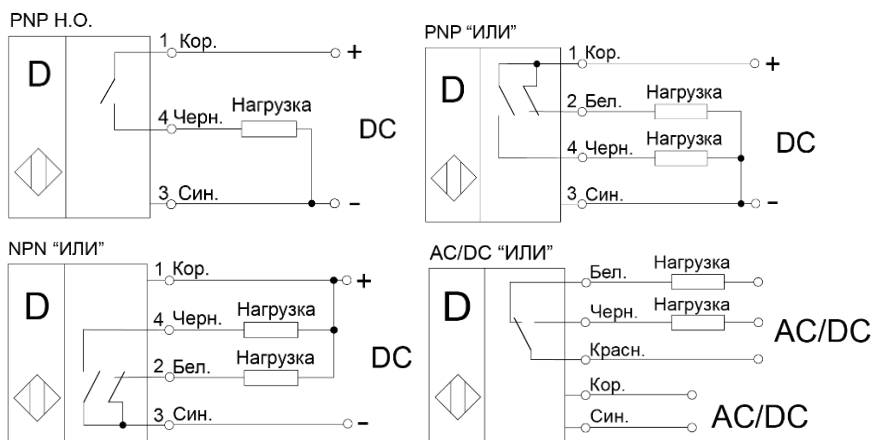 PNP Н.О.
D
1 Кор.
+
4 Черн.
Нагрузка
DC
3 Син.
-
PNP “ИЛИ”
D
1 Кор.
+
2 Бел.
Нагрузка
4 Черн.
Нагрузка
DC
3 Син.
-
NPN “ИЛИ”
D
1 Кор.
+
4 Черн.
Нагрузка
2 Бел.
Нагрузка
DC
3 Син.
-
AC/DC “ИЛИ”
D
Бел.
Нагрузка
Черн.
Нагрузка
AC/DC
Красн.
Кор.
Син.
AC/DC